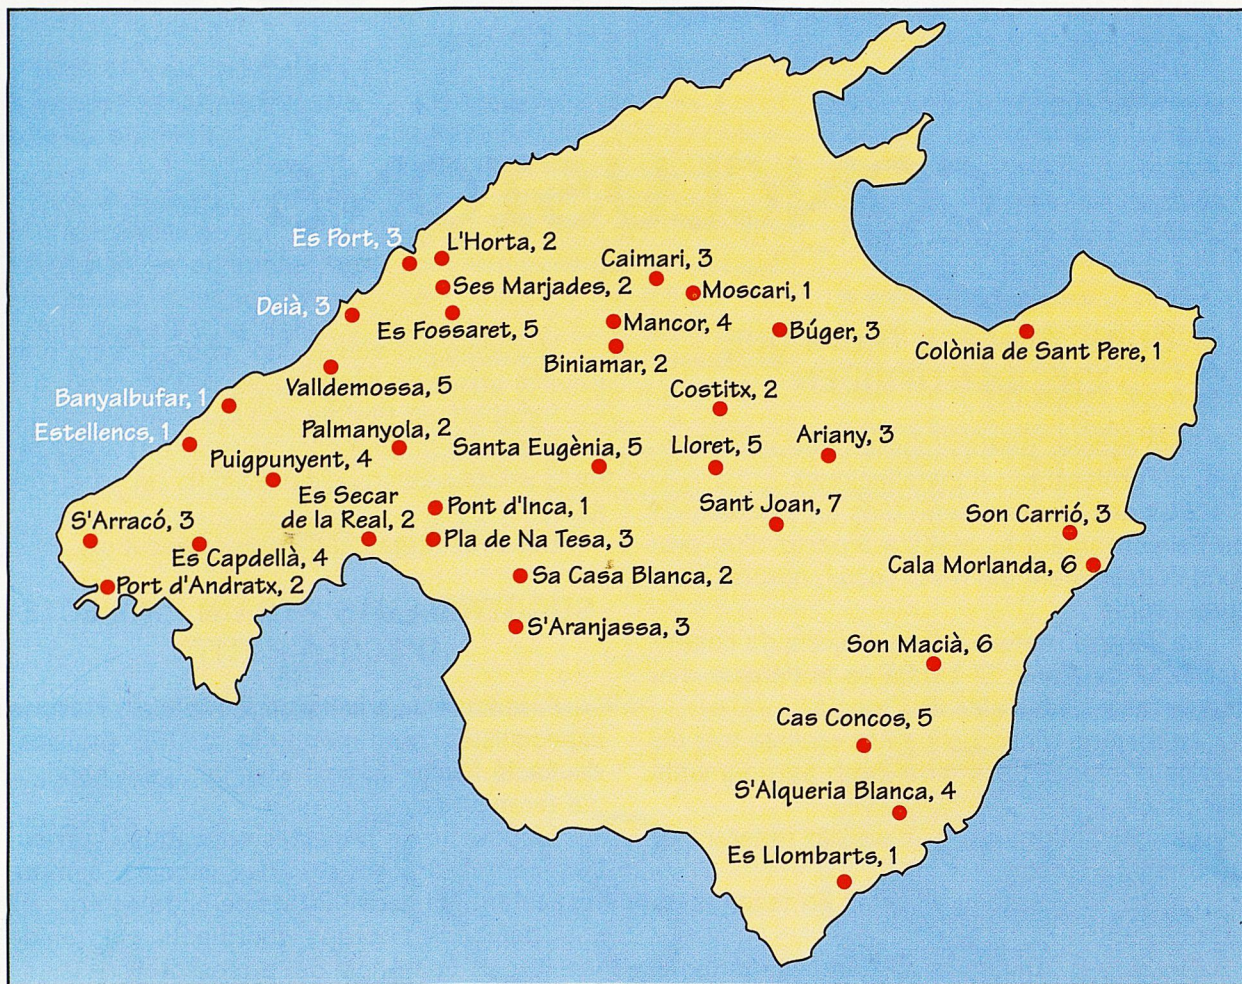 Es Port, 3
L'Horta, 2
Caimari, 3
Ses Marjades, 2
Moscari, 1
Deià, 3
Es Fossaret, 5
Mancor, 4
Búger, 3
Colònia de Sant Pere, 1
Biniamar, 2
Valldemossa, 5
Costitx, 2
Banyalbufar, 1
Estellencs, 1
Palmanyola, 2
Santa Eugènia, 5
Lloret, 5
Ariany, 3
Puigpunyent, 4
Es Secar
de la Real, 2
Pont d'Inca, 1
Sant Joan, 7
Son Carrió, 3
S'Arracó, 3
Pla de Na Tesa, 3
Es Capdellà, 4
Cala Morlanda, 6
Port d'Andratx, 2
Sa Casa Blanca, 2
S'Aranjassa, 3
Son Macià, 6
Cas Concos, 5
S'Alqueria Blanca, 4
Es Llombarts, 1